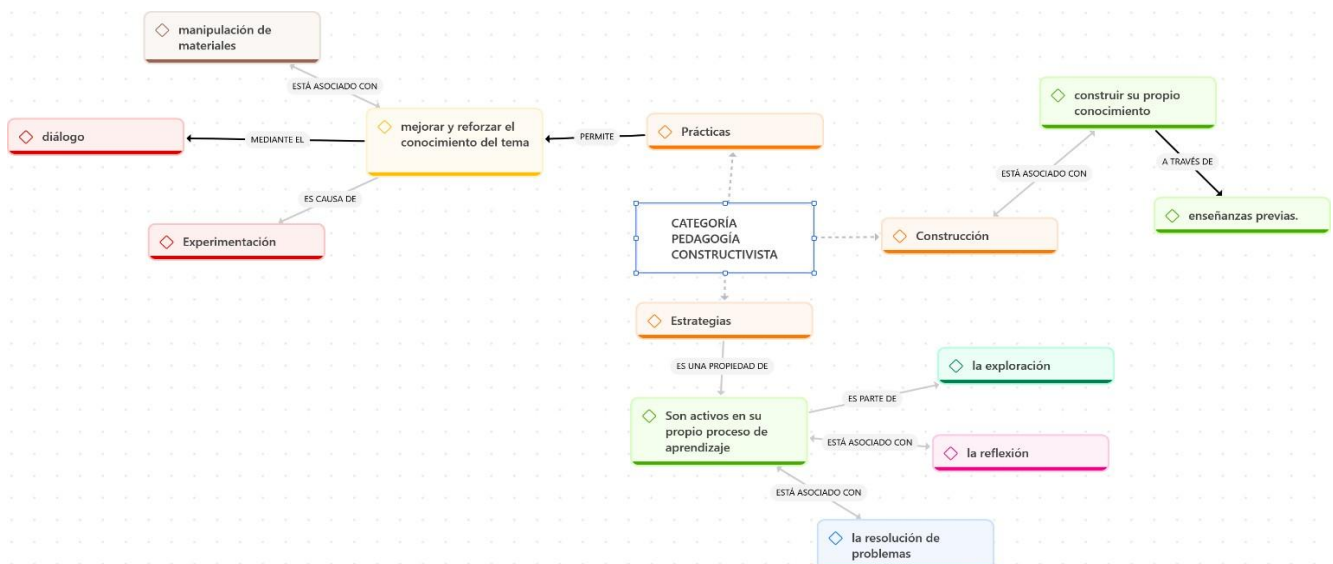 manipulación de
materiales
ESTÁ ASOCIADO CON
diálogo
MEDIANTE EL
mejorar y reforzar el
conocimiento del tema
PERMITE
Prácticas
ES CAUSA DE
Experimentación
construir su propio
conocimiento
A TRAVÉS DE
ESTÁ ASOCIADO CON
enseñanzas previas.
CATEGORÍA
PEDAGOGÍA
CONSTRUCTIVISTA
Construcción
Estrategias
ES UNA PROPIEDAD DE
Son activos en su
propio proceso de
aprendizaje
ES PARTE DE
la exploración
ESTÁ ASOCIADO CON
la reflexión
ESTÁ ASOCIADO CON
la resolución de
problemas